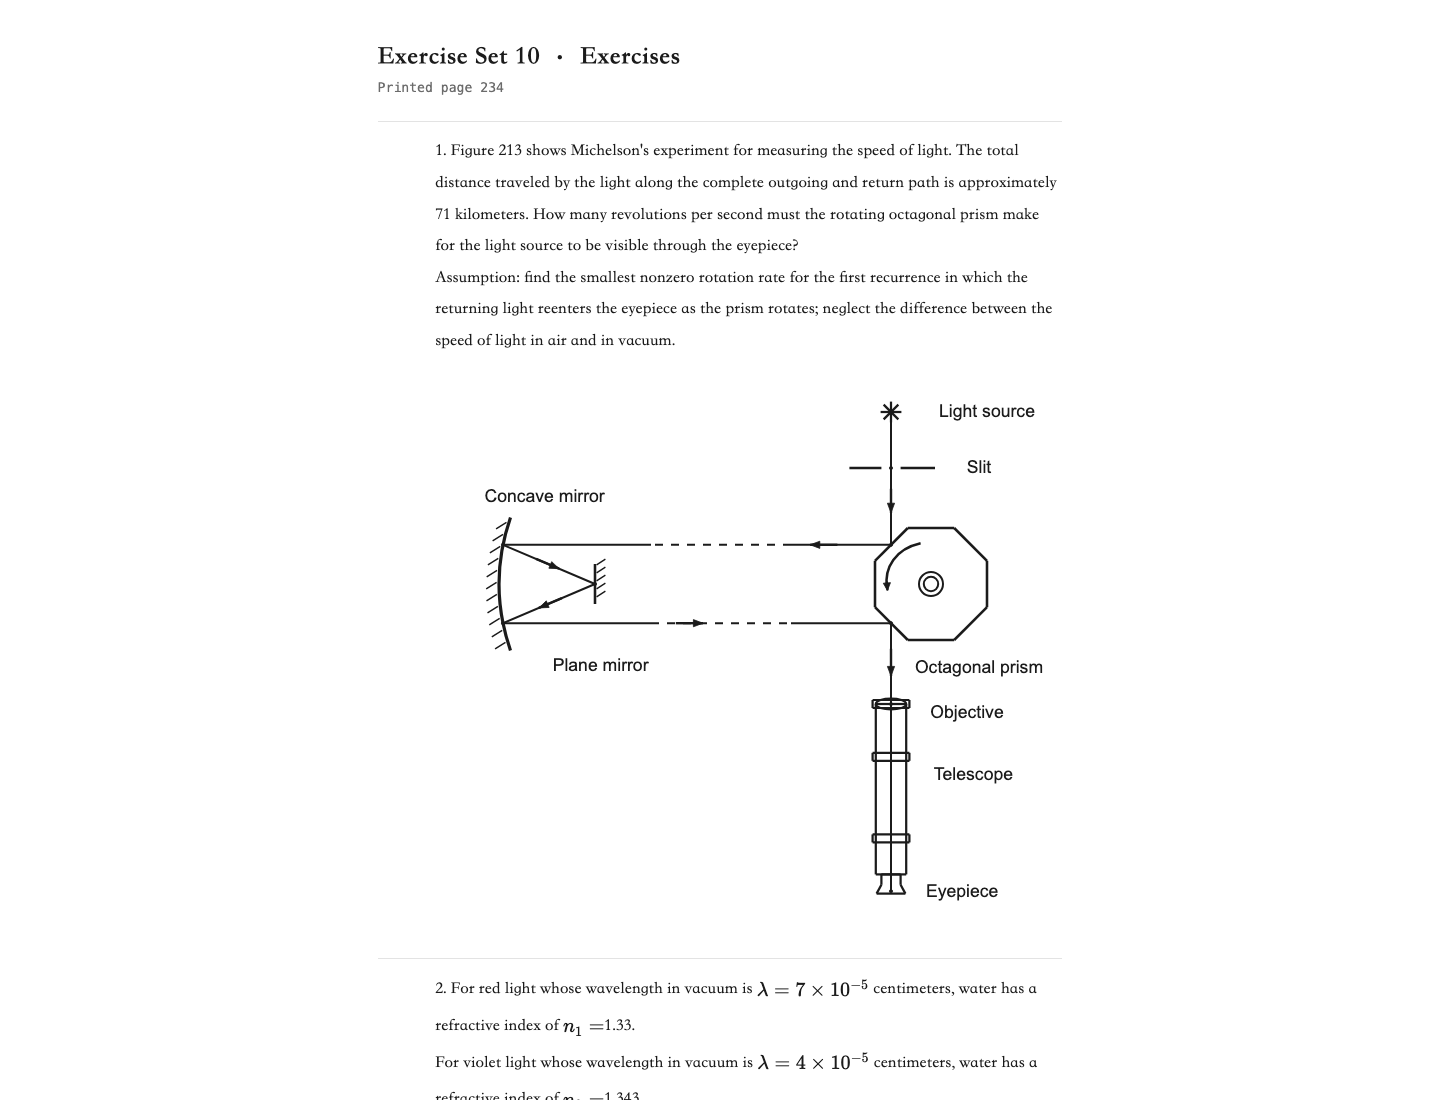 Exercise Set 10 · Exercises
Printed page 234
1. Figure 213 shows Michelson's experiment for measuring the speed of light. The total
distance traveled by the light along the complete outgoing and return path is approximately
71 kilometers. How many revolutions per second must the rotating octagonal prism make
for the light source to be visible through the eyepiece?
Assumption: find the smallest nonzero rotation rate for the first recurrence in which the
returning light reenters the eyepiece as the prism rotates; neglect the difference between the
speed of light in air and in vacuum.
Light source
Slit
Concave mirror
Plane mirror
Octagonal prism
Objective
Telescope
Eyepiece
2. For red light whose wavelength in vacuum is λ = 7 × 10⁻⁵ centimeters, water has a
refractive index of n₁ =1.33.
For violet light whose wavelength in vacuum is λ = 4 × 10⁻⁵ centimeters, water has a
refractive index of =1.343